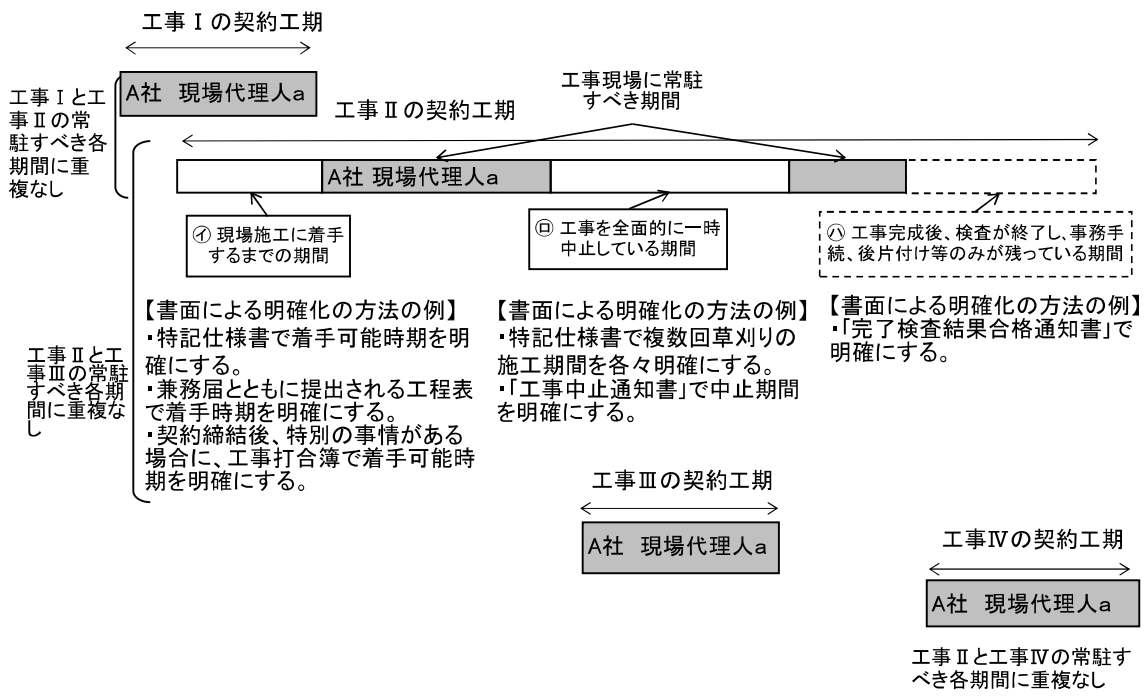 工事Ⅰの契約工期
A社 現場代理人a
工事Ⅰと工
事Ⅱの常
駐すべき各
期間に重
複なし
工事Ⅱの契約工期
工事現場に常駐
すべき期間
A社 現場代理人a
㋑ 現場施工に着手
するまでの期間
㋺ 工事を全面的に一時
中止している期間
㋩ 工事完成後、検査が終了し、事務手
続、後片付け等のみが残っている期間
【書面による明確化の方法の例】
・特記仕様書で着手可能時期を明
確にする。
・兼務届とともに提出される工程表
で着手時期を明確にする。
・契約締結後、特別の事情がある
場合に、工事打合簿で着手可能時
期を明確にする。
【書面による明確化の方法の例】
・特記仕様書で複数回草刈りの
施工期間を各々明確にする。
・「工事中止通知書」で中止期間
を明確にする。
【書面による明確化の方法の例】
・「完了検査結果合格通知書」で
明確にする。
工事Ⅱと工
事Ⅲの常駐
すべき各期
間に重複な
し
工事Ⅲの契約工期
A社 現場代理人a
工事Ⅳの契約工期
A社 現場代理人a
工事Ⅱと工事Ⅳの常駐す
べき各期間に重複なし